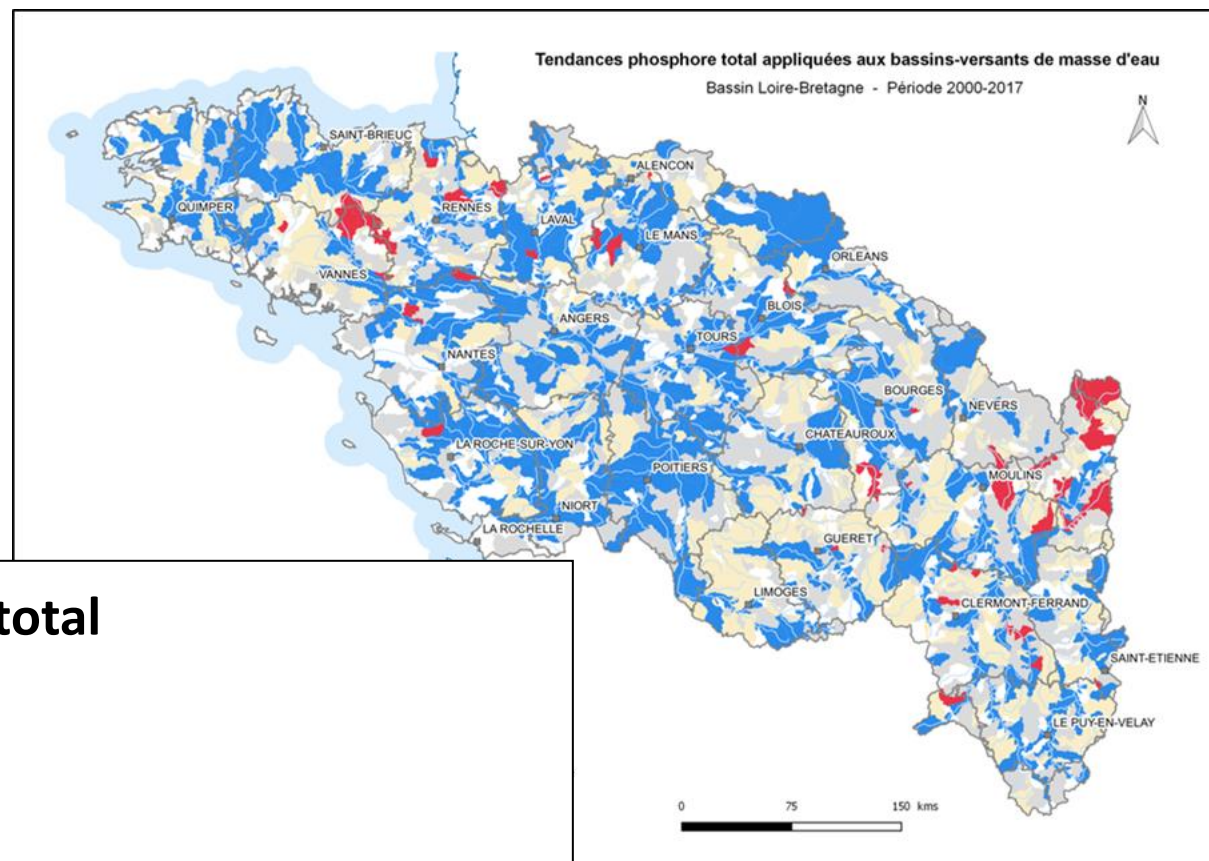 Tendances phosphore total appliquées aux bassins-versants de masse d'eau
Bassin Loire-Bretagne - Période 2000-2017
N
SAINT-BRIEUC
ALENCON
QUIMPER
RENNES
LAVAL
LE MANS
ORLEANS
VANNES
BLOIS
ANGERS
TOURS
NANTES
BOURGES
NEVERS
CHATEAUROUX
LA ROCHE-SUR-YON
POITIERS
MOULINS
NIORT
LA ROCHELLE
GUERET
LIMOGES
CLERMONT-FERRAND
total
SAINT-ETIENNE
LE PUY-EN-VELAY
0 75 150 kms